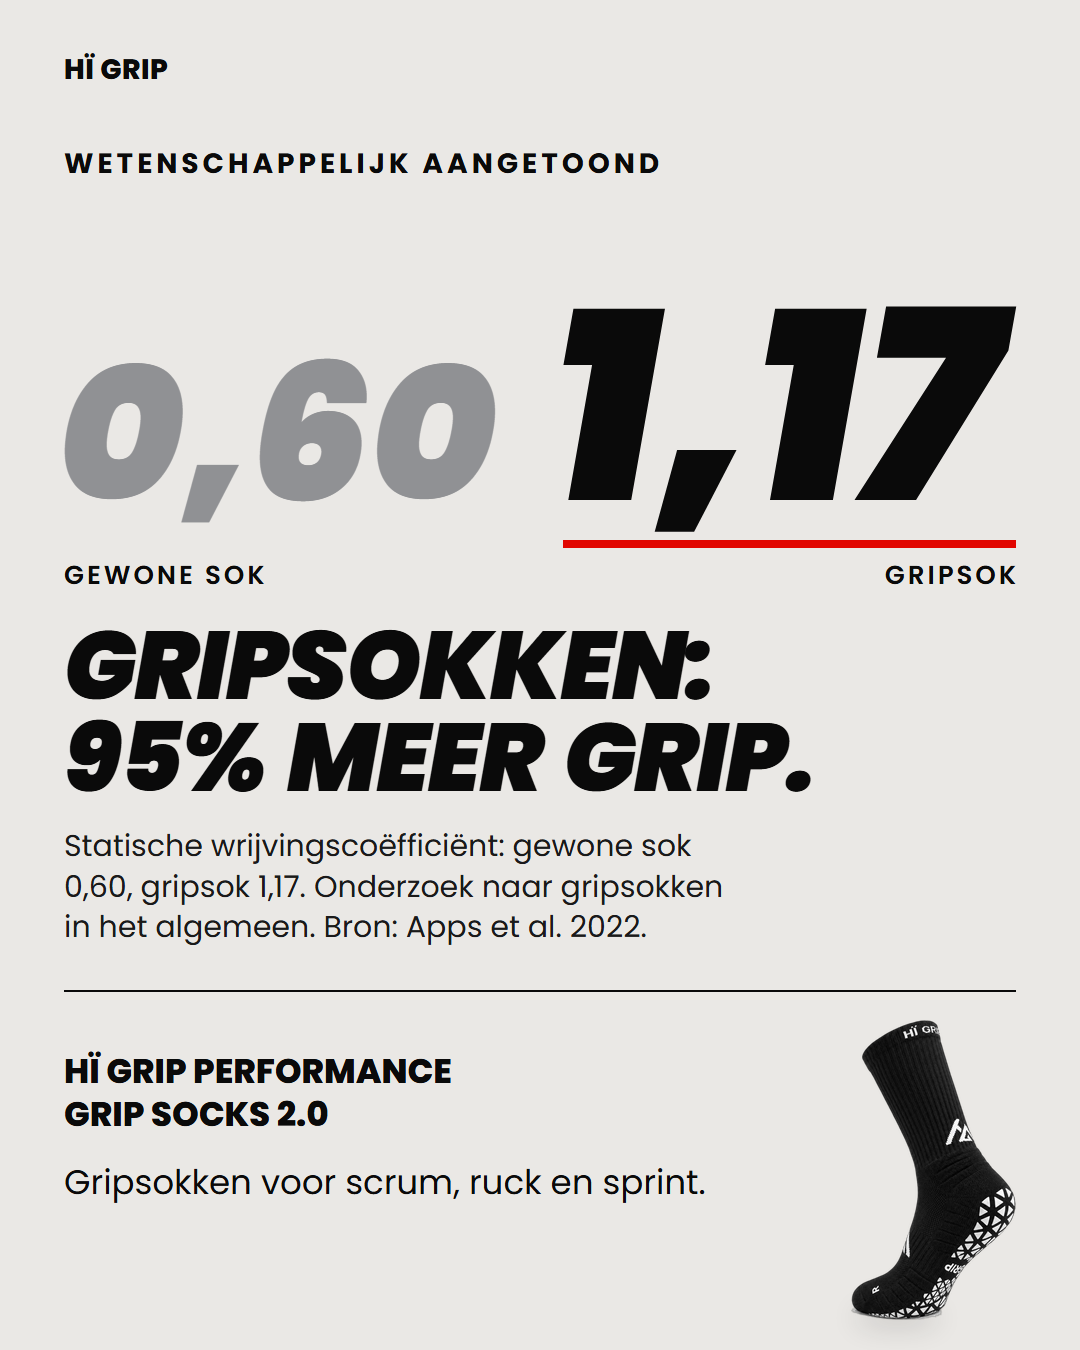 HÏ GRIP
WETENSCHAPPELIJK AANGETOOND
0,60 1,17
GEWONE SOK GRIPSOK
GRIPSOKKEN:
95% MEER GRIP.
Statische wrijvingscoëfficiënt: gewone sok
0,60, gripsok 1,17. Onderzoek naar gripsokken
in het algemeen. Bron: Apps et al. 2022.
HÏ GRIP PERFORMANCE
GRIP SOCKS 2.0
Gripsokken voor scrum, ruck en sprint.
HÏ GR
R